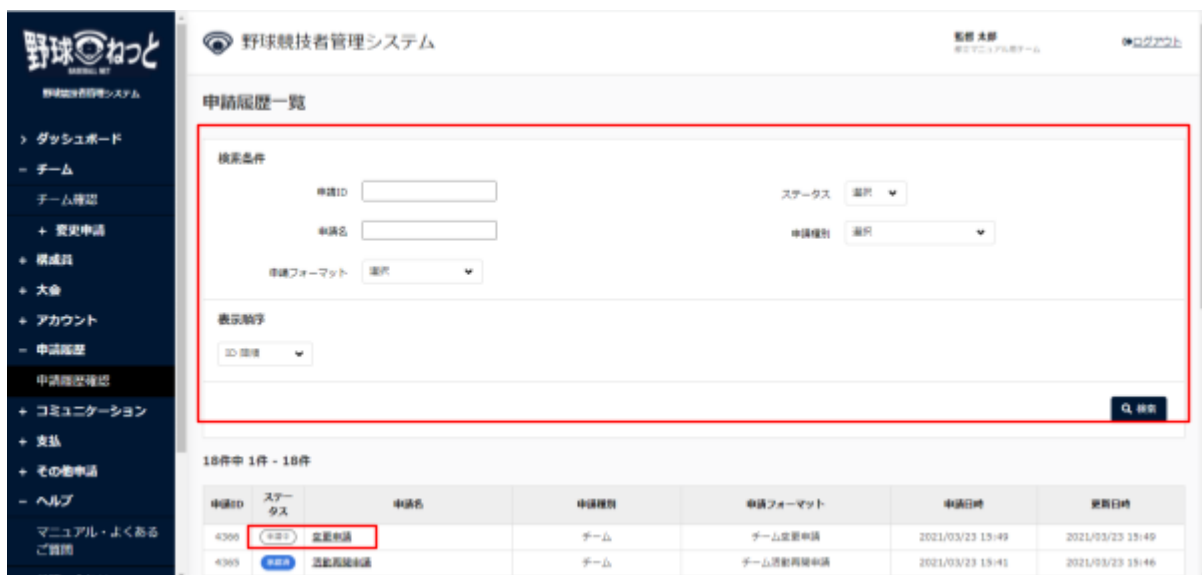 野球ねっと
BASEBALL NET
野球競技者管理システム
> ダッシュボード
− チーム
チーム確認
+ 変更申請
+ 構成員
+ 大会
+ アカウント
− 申請履歴
申請履歴確認
+ コミュニケーション
+ 支払
+ その他申請
− ヘルプ
マニュアル・よくある
ご質問
野球競技者管理システム
監督 太郎
ログアウト
申請履歴一覧
検索条件
申請ID
ステータス 選択
申請名
申請種別 選択
申請フォーマット 選択
表示順序
ID 降順
検索
18件中 1件 - 18件
申請ID ステー
タス 申請名 申請種別 申請フォーマット 申請日時 更新日時
4366 変更申請 チーム チーム変更申請 2021/03/23 15:49 2021/03/23 15:49
4365 承認済 活動再開申請 チーム チーム活動再開申請 2021/03/23 15:41 2021/03/23 15:46